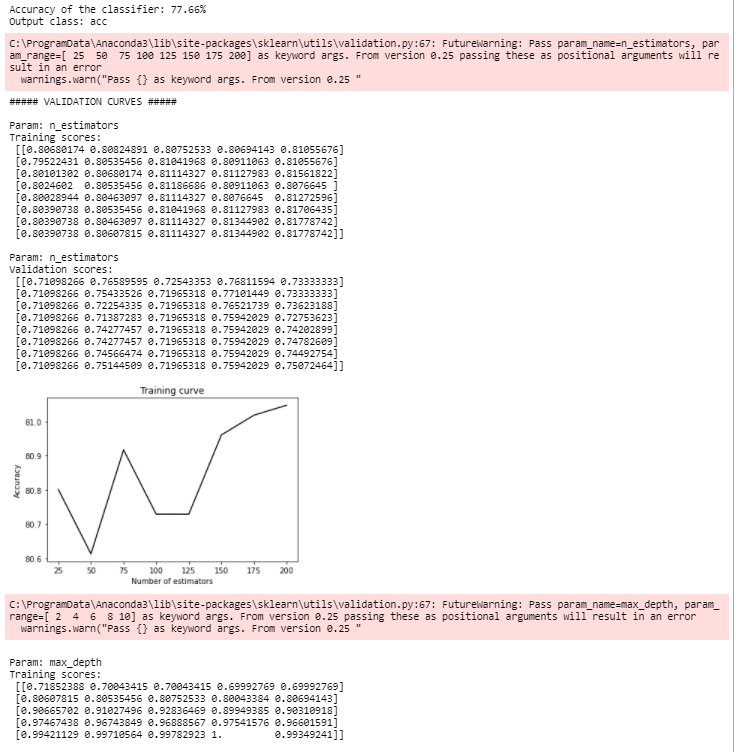 Accuracy of the classifier: 77.66%
Output class: acc
C:\ProgramData\Anaconda3\lib\site-packages\sklearn\utils\validation.py:67: FutureWarning: Pass param_name=n_estimators, par
am_range=[ 25  50  75 100 125 150 175 200] as keyword args. From version 0.25 passing these as positional arguments will re
sult in an error
  warnings.warn("Pass {} as keyword args. From version 0.25 "
##### VALIDATION CURVES #####
Param: n_estimators
Training scores:
[[0.80680174 0.80824891 0.80752533 0.80694143 0.81055676]
[0.79522431 0.80535456 0.81041968 0.80911063 0.81055676]
[0.80101302 0.80680174 0.81114327 0.81127983 0.81561822]
[0.8024602  0.80535456 0.81186686 0.80911063 0.8076645 ]
[0.80028944 0.80463097 0.81114327 0.8076645  0.81272596]
[0.80390738 0.80535456 0.81041968 0.81127983 0.81706435]
[0.80390738 0.80463097 0.81114327 0.81344902 0.81778742]
[0.80390738 0.80607815 0.81114327 0.81344902 0.81778742]]
Param: n_estimators
Validation scores:
[[0.71098266 0.76589595 0.72543353 0.76811594 0.73333333]
[0.71098266 0.75433526 0.71965318 0.77101449 0.73333333]
[0.71098266 0.72254335 0.71965318 0.76521739 0.73623188]
[0.71098266 0.71387283 0.71965318 0.75942029 0.72753623]
[0.71098266 0.74277457 0.71965318 0.75942029 0.74202899]
[0.71098266 0.74277457 0.71965318 0.75942029 0.74782609]
[0.71098266 0.74566474 0.71965318 0.75942029 0.74492754]
[0.71098266 0.75144509 0.71965318 0.75942029 0.75072464]]
Training curve
81.0
80.9
80.8
80.7
80.6
Accuracy
25 50 75 100 125 150 175 200
Number of estimators
C:\ProgramData\Anaconda3\lib\site-packages\sklearn\utils\validation.py:67: FutureWarning: Pass param_name=max_depth, param_
range=[ 2  4  6  8 10] as keyword args. From version 0.25 passing these as positional arguments will result in an error
  warnings.warn("Pass {} as keyword args. From version 0.25 "
Param: max_depth
Training scores:
[[0.71852388 0.70043415 0.70043415 0.69992769 0.69992769]
[0.80607815 0.80535456 0.80752533 0.80043384 0.80694143]
[0.90665702 0.91027496 0.92836469 0.89949385 0.90310918]
[0.97467438 0.96743849 0.96888567 0.97541576 0.96601591]
[0.99421129 0.99710564 0.99782923 1.         0.99349241]]